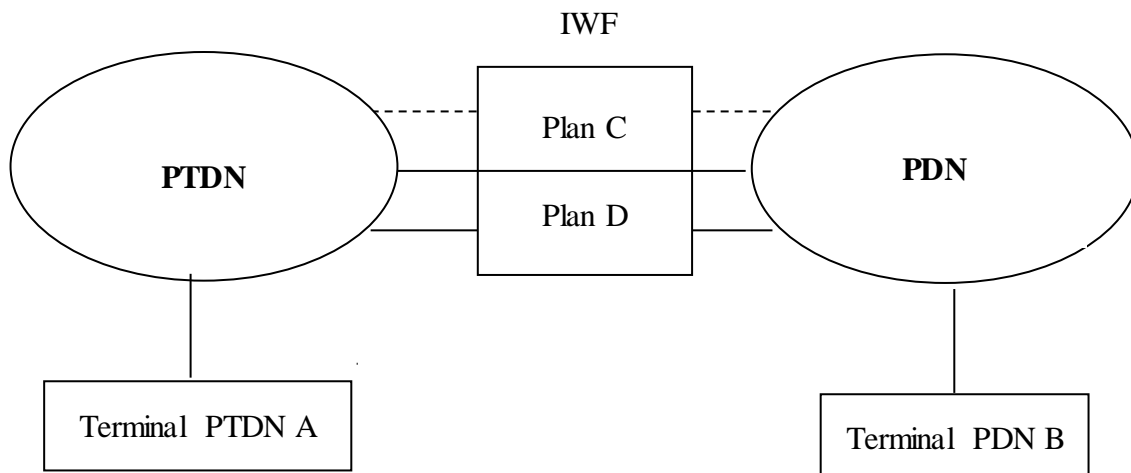 IWF
Plan C
PTDN
PDN
Plan D
Terminal PTDN A
Terminal PDN B